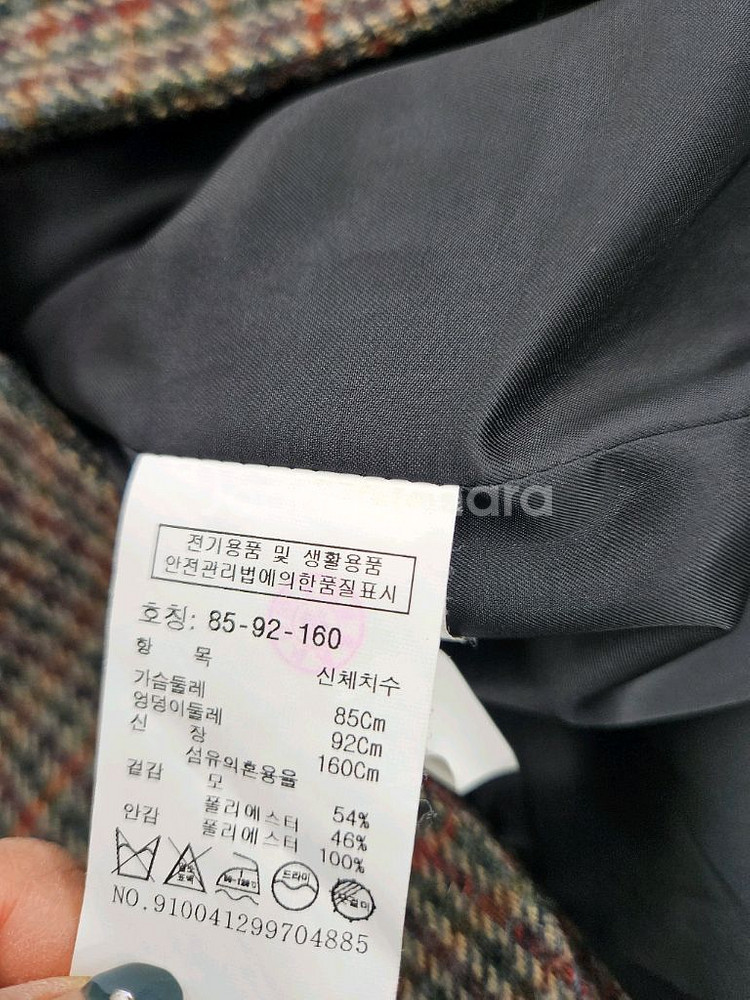 전기용품 및 생활용품
안전관리법에의한품질표시
호칭: 85-92-160
항 목 신체치수
가슴둘레 85Cm
엉덩이둘레 92Cm
신 장 160Cm
섬유의혼용율
겉감 모 54%
폴리에스터 46%
안감 폴리에스터 100%
드라이
NO.910041299704885